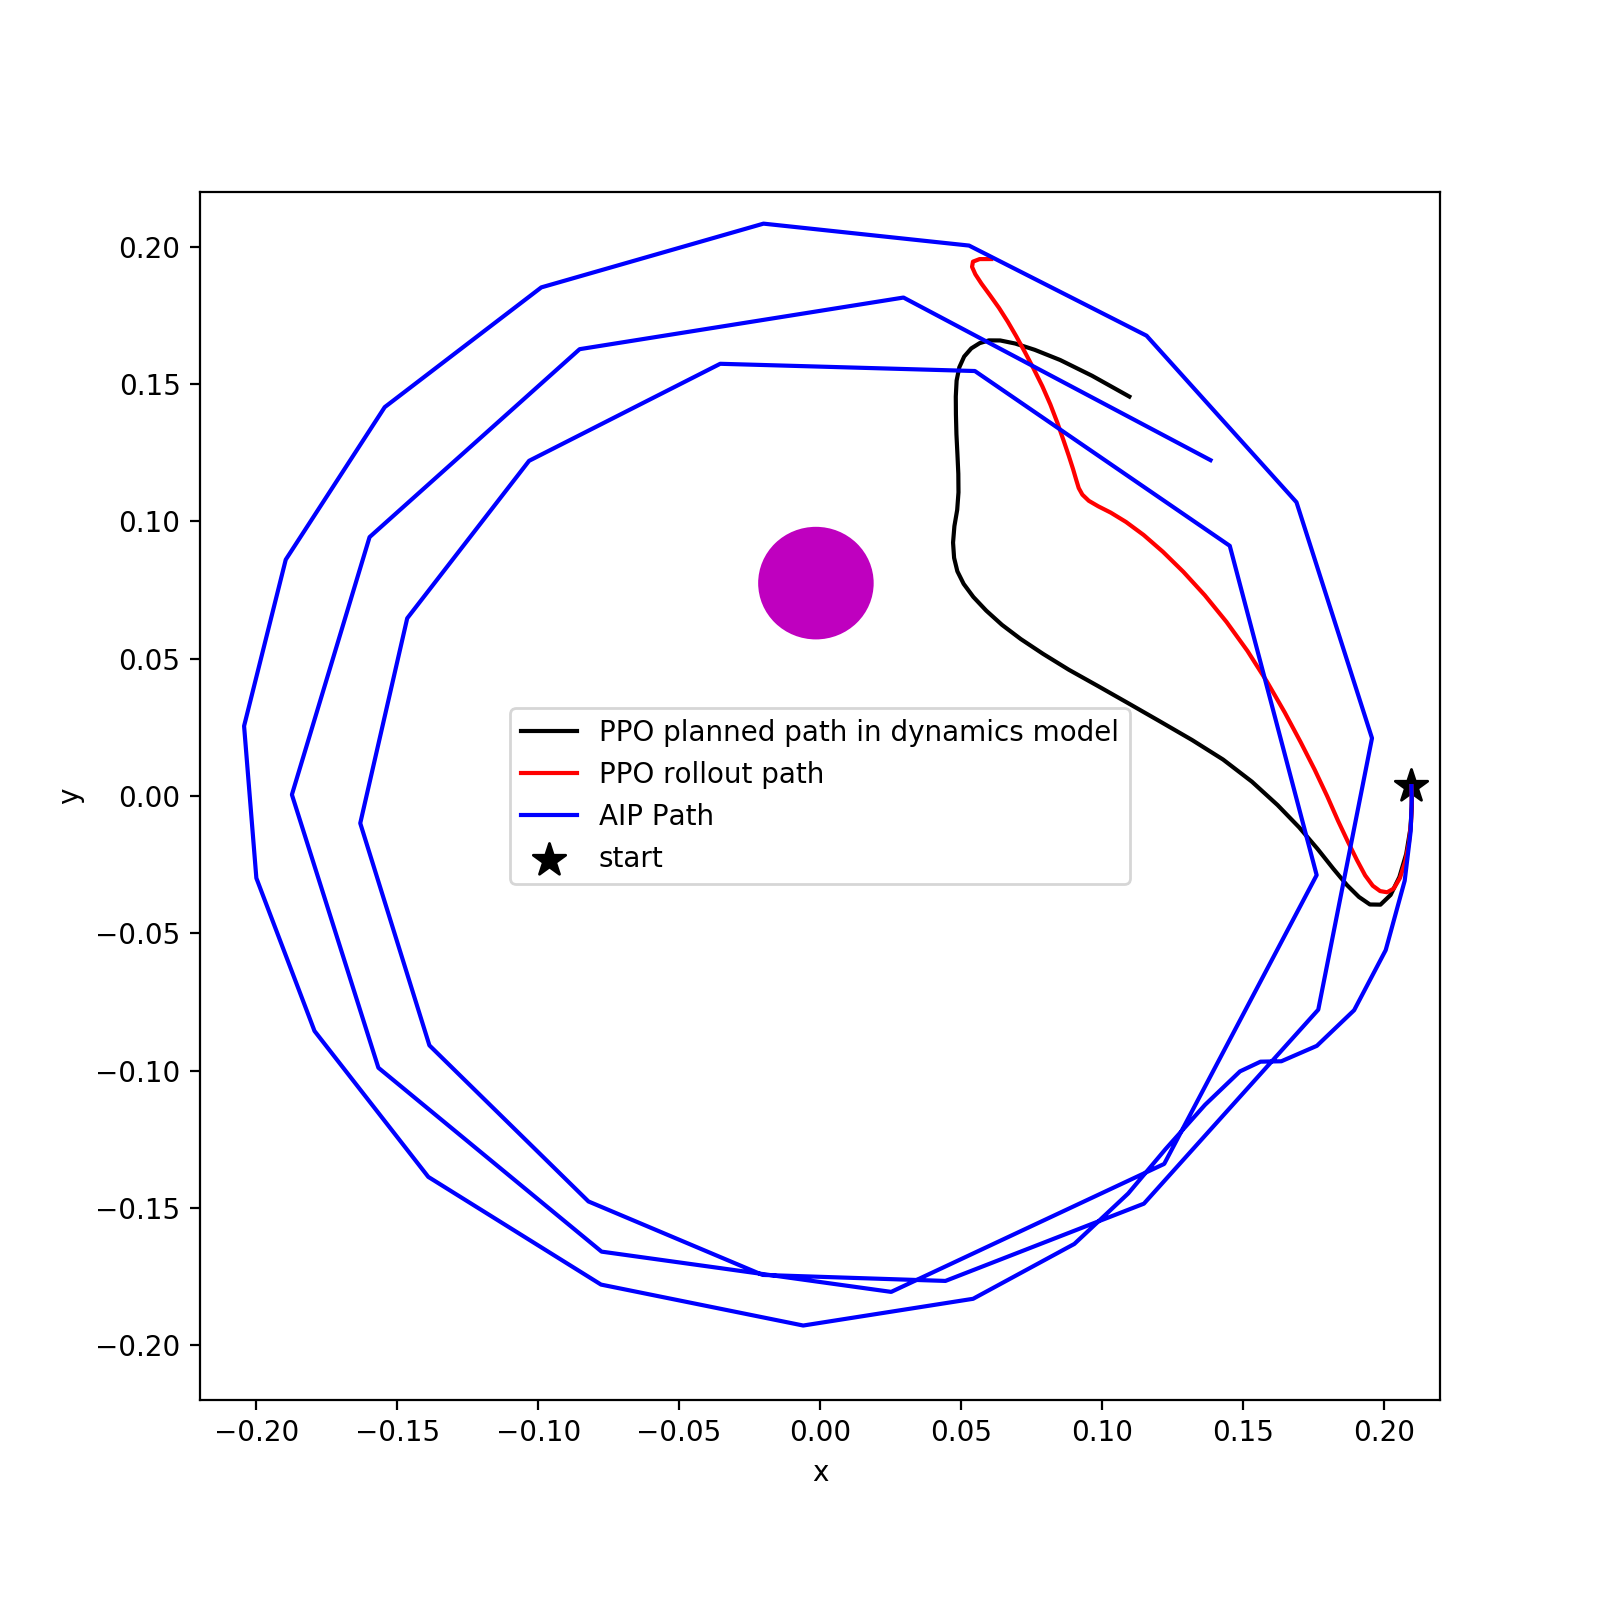 0.20
0.15
0.10
0.05
0.00
−0.05
−0.10
−0.15
−0.20
y
PPO planned path in dynamics model
PPO rollout path
AIP Path
start
−0.20 −0.15 −0.10 −0.05 0.00 0.05 0.10 0.15 0.20
x